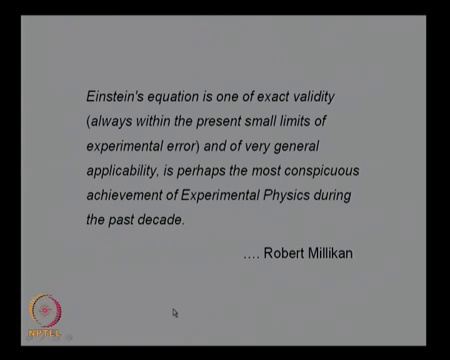 Einstein's equation is one of exact validity
(always within the present small limits of
experimental error) and of very general
applicability, is perhaps the most conspicuous
achievement of Experimental Physics during
the past decade.
.... Robert Millikan
NPTEL